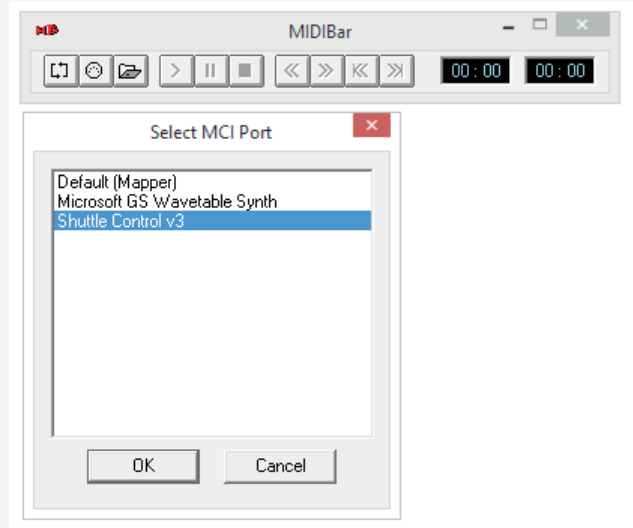 MIDIBar
00:00 00:00
Select MCI Port
Default (Mapper)
Microsoft GS Wavetable Synth
Shuttle Control v3
OK Cancel